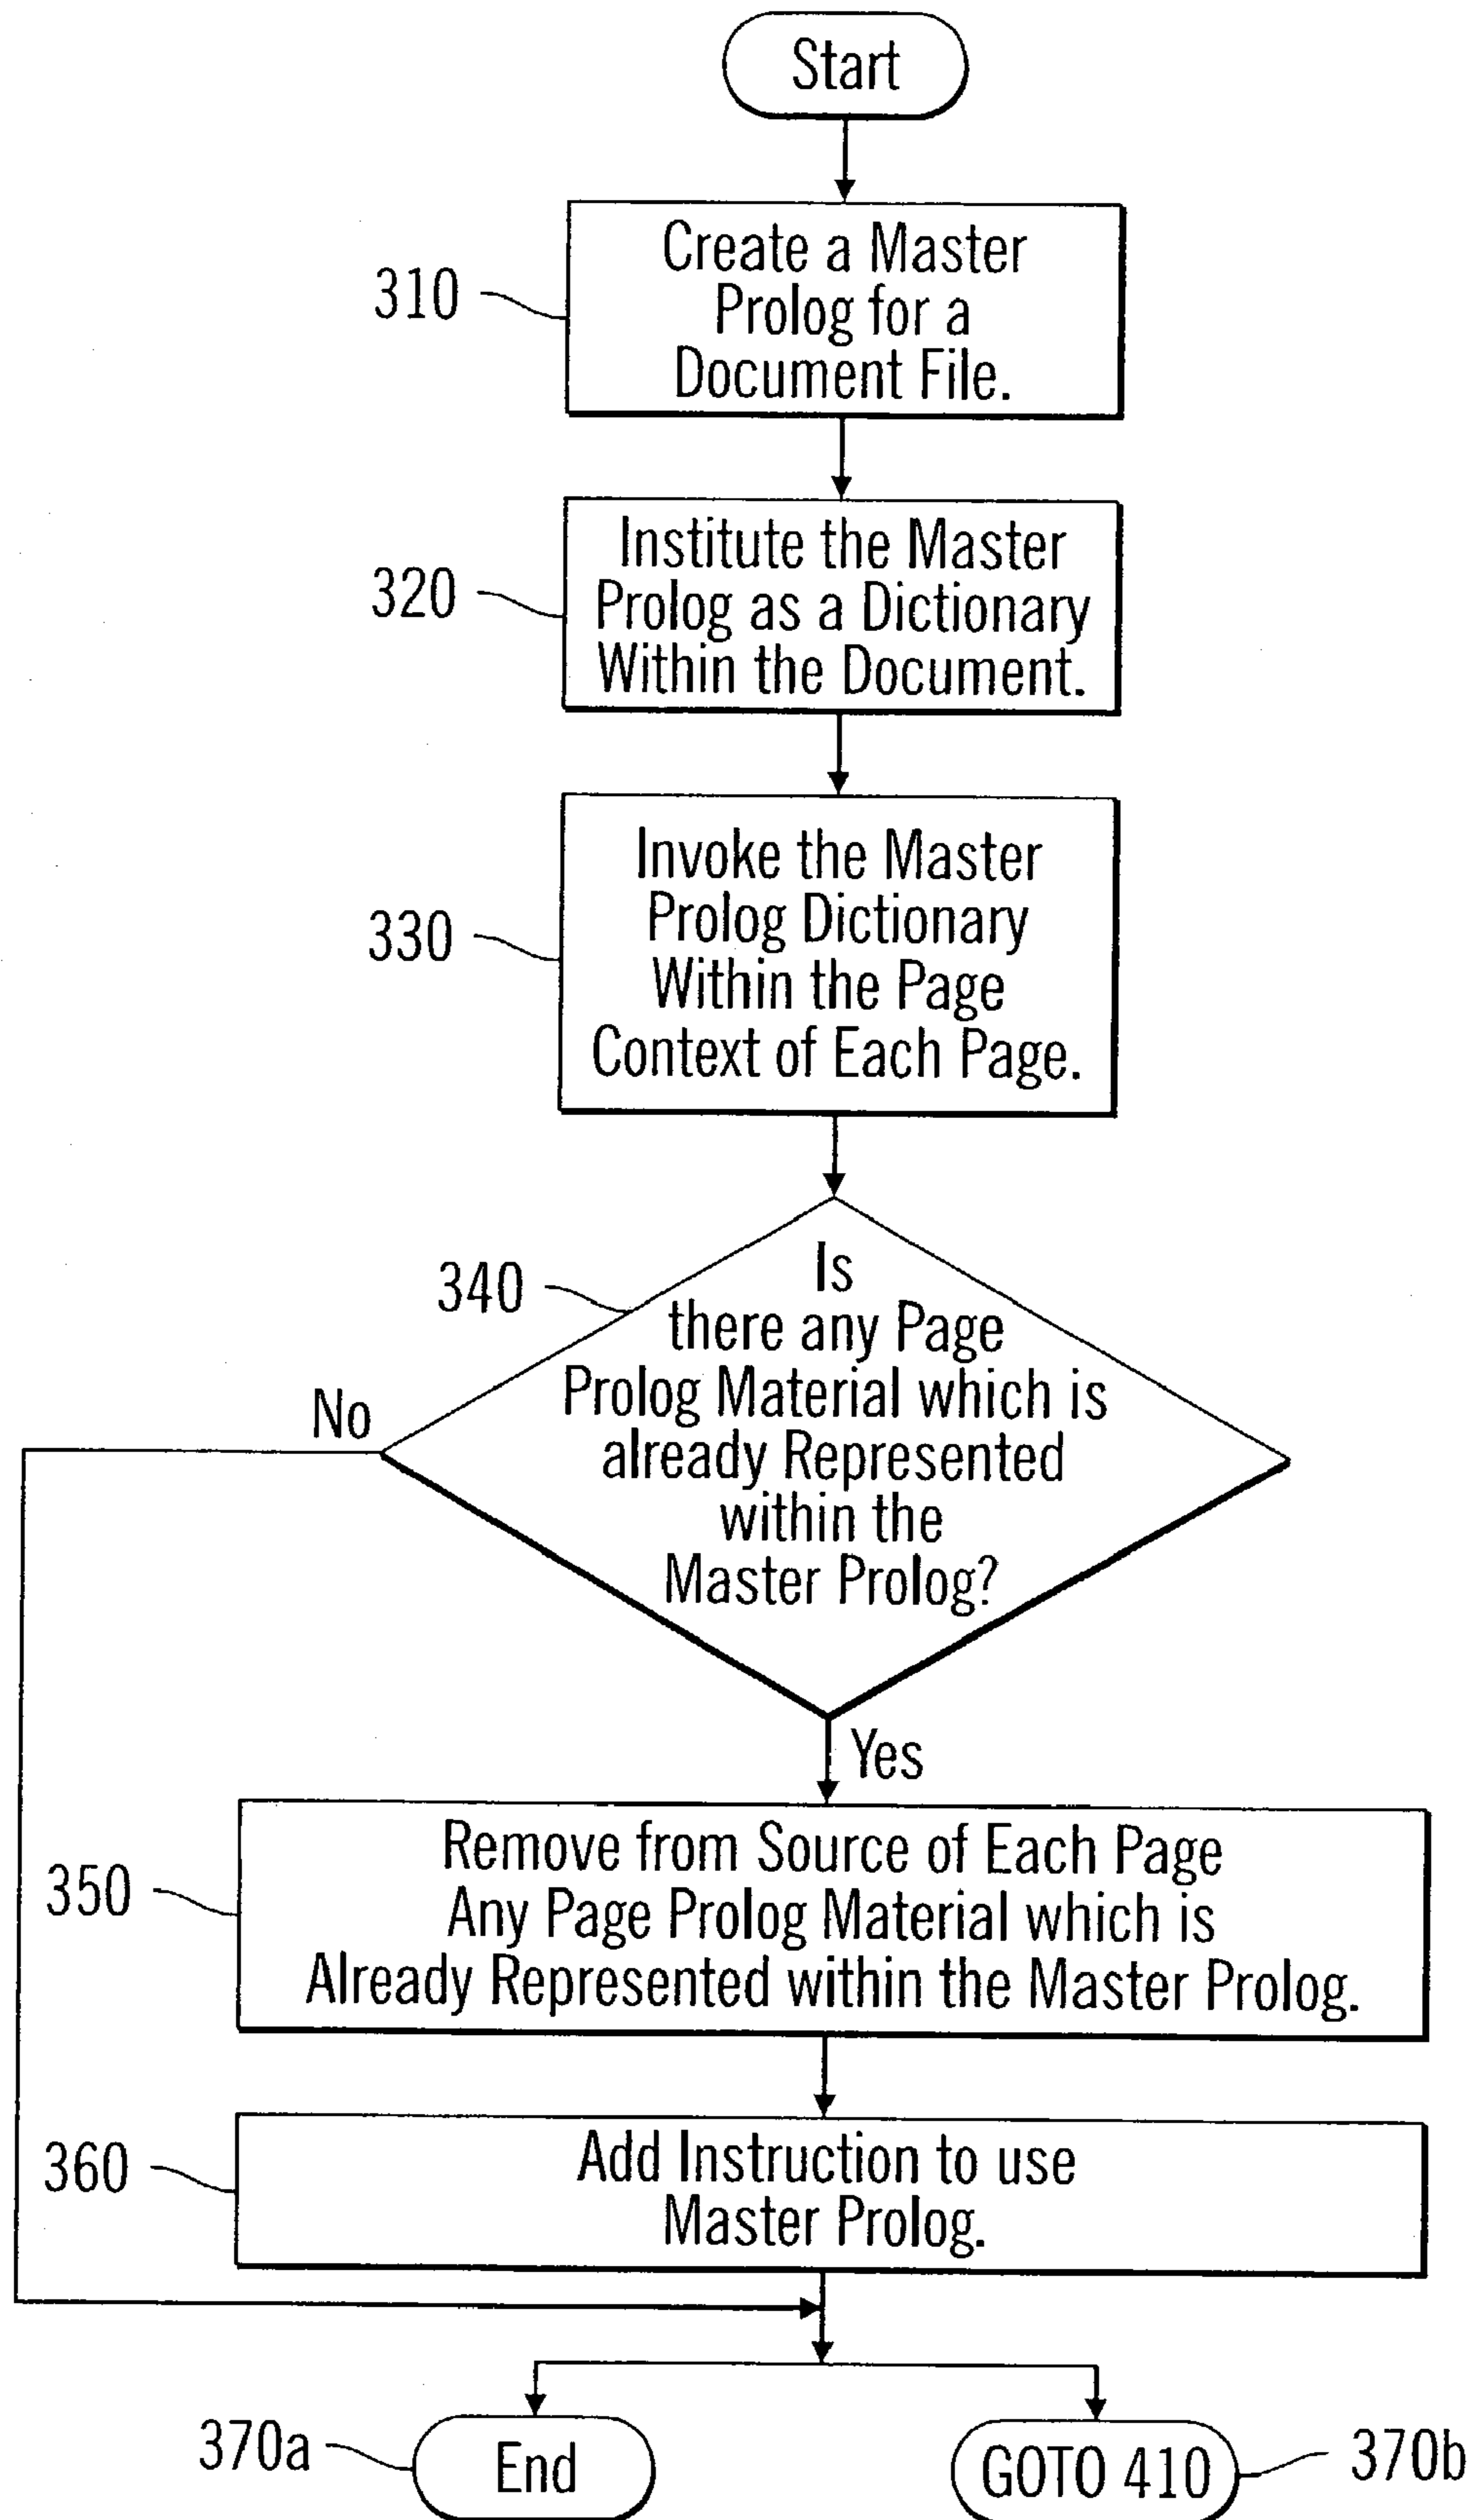 Start
310
Create a Master
Prolog for a
Document File.
320
Institute the Master
Prolog as a Dictionary
Within the Document.
330
Invoke the Master
Prolog Dictionary
Within the Page
Context of Each Page.
340
Is
there any Page
Prolog Material which is
already Represented
within the
Master Prolog?
No
Yes
350
Remove from Source of Each Page
Any Page Prolog Material which is
Already Represented within the Master Prolog.
360
Add Instruction to use
Master Prolog.
370a
End
GOTO 410
370b